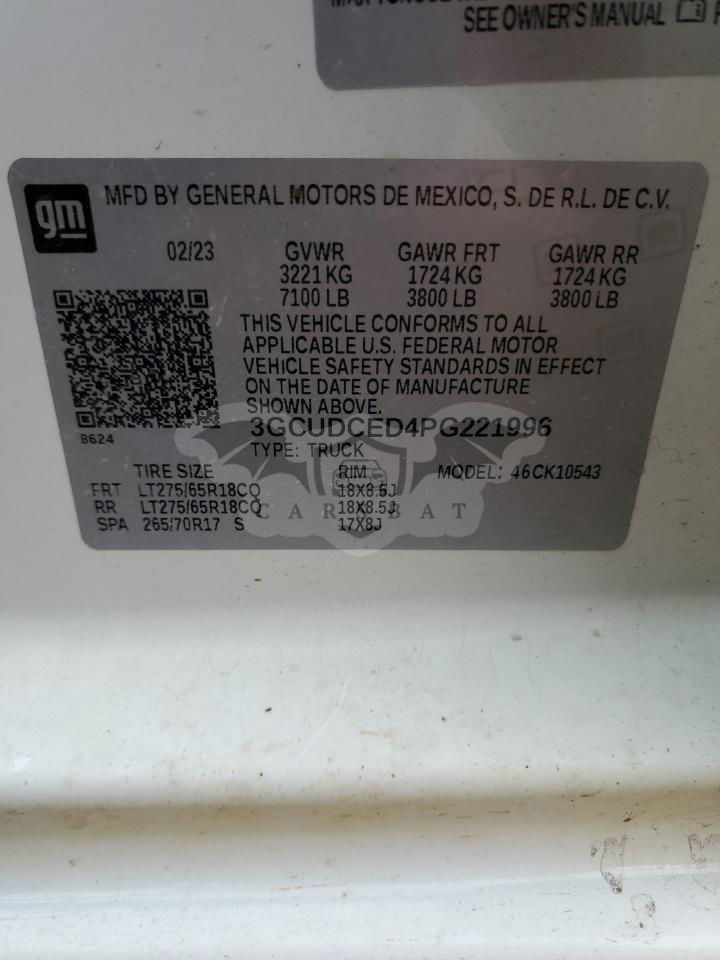 SEE OWNER'S MANUAL
gm
MFD BY GENERAL MOTORS DE MEXICO, S. DE R.L. DE C.V.
02/23 GVWR GAWR FRT GAWR RR
3221 KG 1724 KG 1724 KG
7100 LB 3800 LB 3800 LB
THIS VEHICLE CONFORMS TO ALL
APPLICABLE U.S. FEDERAL MOTOR
VEHICLE SAFETY STANDARDS IN EFFECT
ON THE DATE OF MANUFACTURE
SHOWN ABOVE.
8624
3GCUDCED4PG221996
TYPE: TRUCK
TIRE SIZE RIM MODEL: 46CK10543
FRT LT275/65R18CQ 18X8.5J
RR LT275/65R18CQ 18X8.5J
SPA 265/70R17 S 17X8J